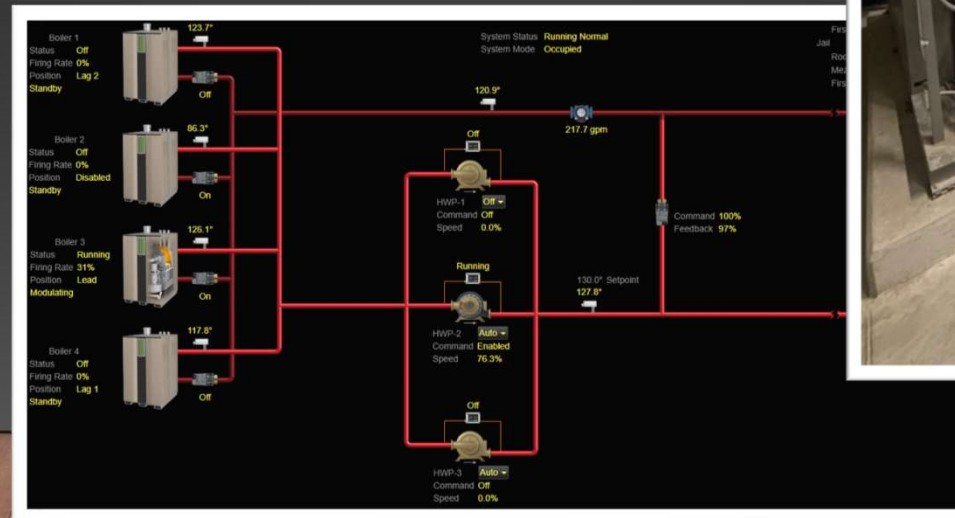 Boiler 1
Status Off
Firing Rate 0%
Position Lag 2
Standby
123.7°
Off
Boiler 2
Status Off
Firing Rate 0%
Position Disabled
Standby
86.3°
On
Boiler 3
Status Running
Firing Rate 31%
Position Lead
Modulating
126.1°
On
Boiler 4
Status Off
Firing Rate 0%
Position Lag 1
Standby
117.8°
Off
System Status Running Normal
System Mode Occupied
120.9°
217.7 gpm
Off
HWP-1 Off
Command Off
Speed 0.0%
Running
HWP-2 Auto
Command Enabled
Speed 76.3%
Off
HWP-3 Auto
Command Off
Speed 0.0%
130.0° Setpoint
127.8°
Command 100%
Feedback 97%
Jail